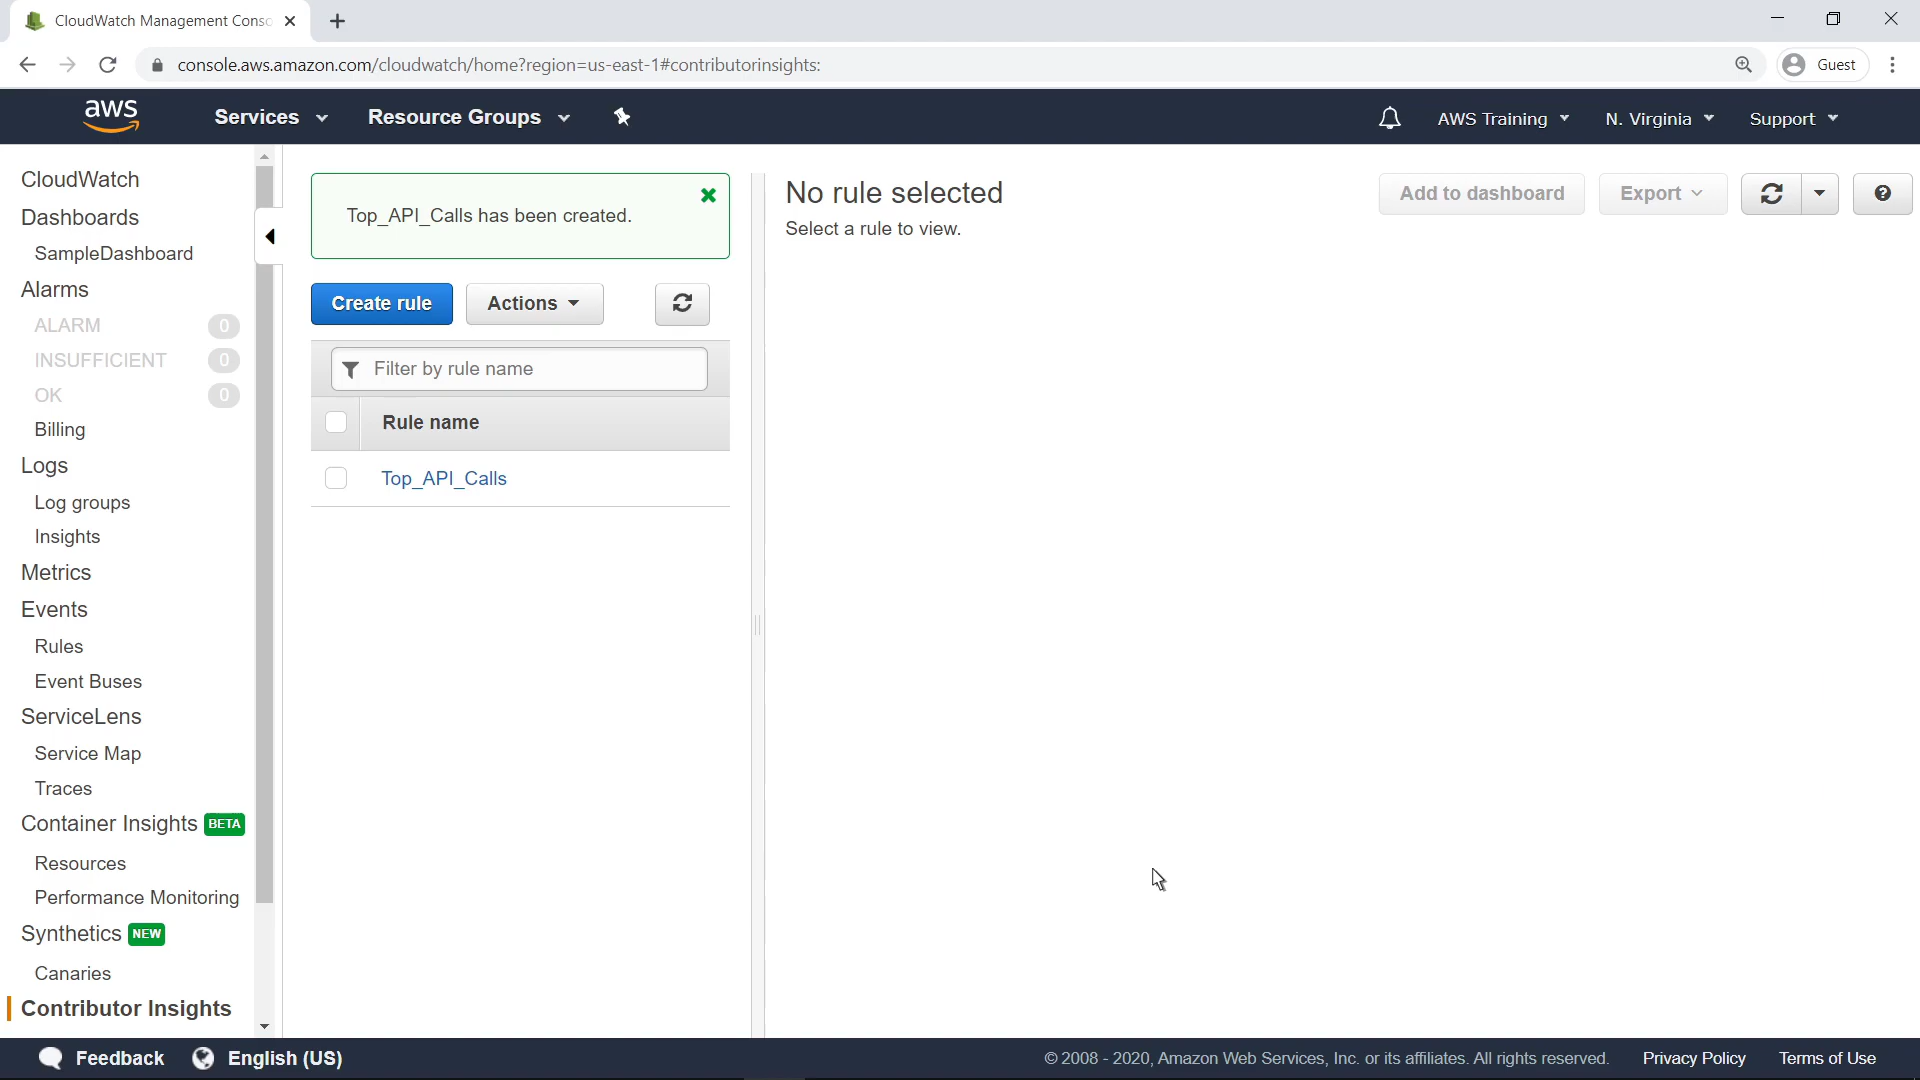 CloudWatch Management Conso
console.aws.amazon.com/cloudwatch/home?region=us-east-1#contributorinsights:
Guest
aws
Services
Resource Groups
AWS Training
N. Virginia
Support
CloudWatch
Dashboards
SampleDashboard
Alarms
ALARM 0
INSUFFICIENT 0
OK 0
Billing
Logs
Log groups
Insights
Metrics
Events
Rules
Event Buses
ServiceLens
Service Map
Traces
Container Insights BETA
Resources
Performance Monitoring
Synthetics NEW
Canaries
Contributor Insights
Top_API_Calls has been created.
Create rule
Actions
Filter by rule name
Rule name
Top_API_Calls
No rule selected
Select a rule to view.
Add to dashboard
Export
?
Feedback
English (US)
© 2008 - 2020, Amazon Web Services, Inc. or its affiliates. All rights reserved.
Privacy Policy
Terms of Use